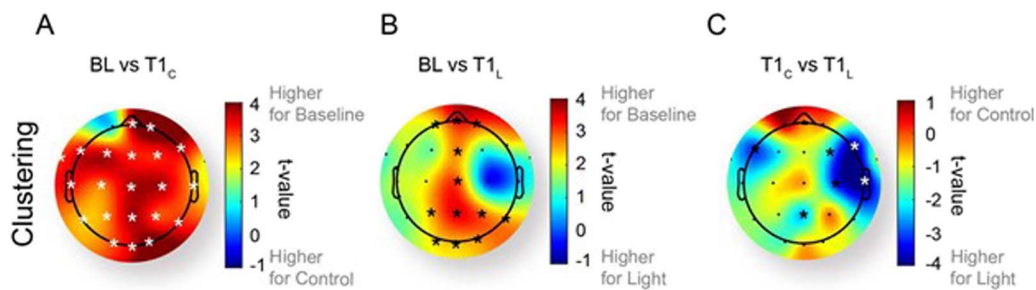 A
B
C
BL vs T1C
BL vs T1L
T1C vs T1L
Clustering
4
3
2
1
0
-1
t-value
Higher
for Baseline
Higher
for Control
4
3
2
1
0
-1
t-value
Higher
for Baseline
Higher
for Light
1
0
-1
-2
-3
-4
t-value
Higher
for Control
Higher
for Light